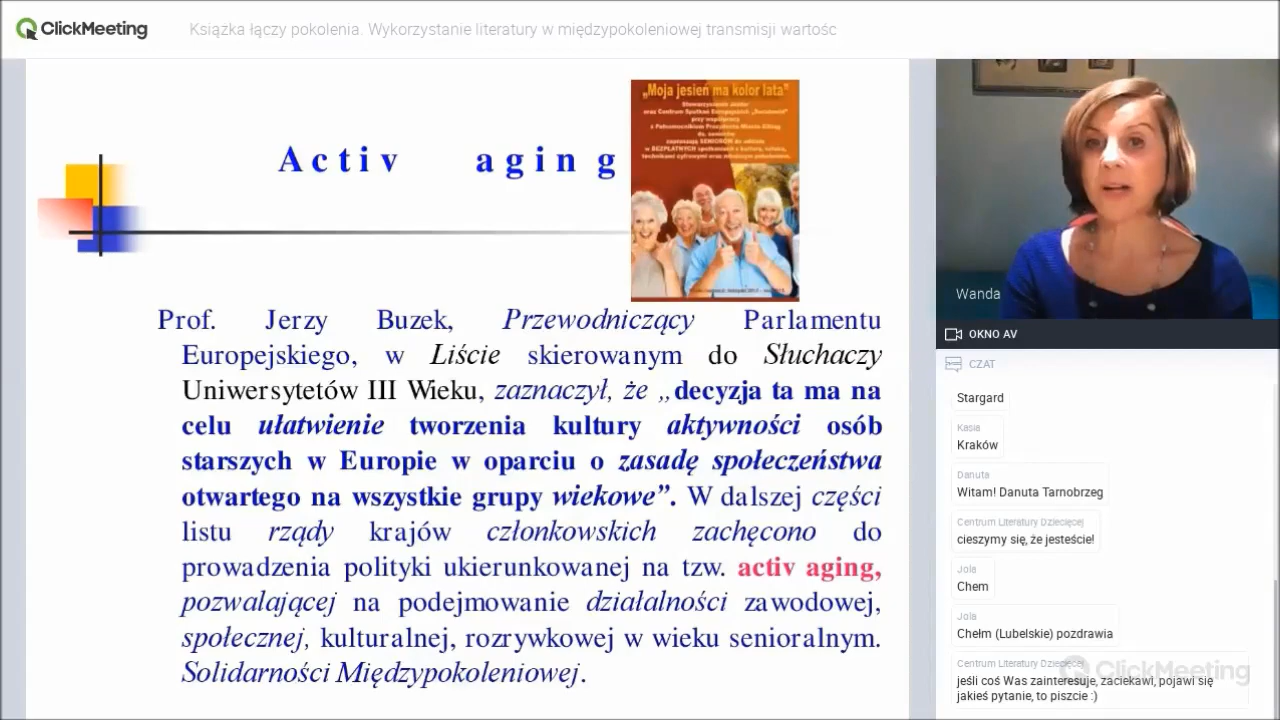 ClickMeeting
Książka łączy pokolenia. Wykorzystanie literatury w międzypokoleniowej transmisji wartośc
Activ aging
„Moja jesień ma kolor lata”
Prof. Jerzy Buzek, Przewodniczący Parlamentu
Europejskiego, w Liście skierowanym do Słuchaczy
Uniwersytetów III Wieku, zaznaczył, że „decyzja ta ma na
celu ułatwienie tworzenia kultury aktywności osób
starszych w Europie w oparciu o zasadę społeczeństwa
otwartego na wszystkie grupy wiekowe”. W dalszej części
listu rządy krajów członkowskich zachęcono do
prowadzenia polityki ukierunkowanej na tzw. activ aging,
pozwalającej na podejmowanie działalności zawodowej,
społecznej, kulturalnej, rozrywkowej w wieku senioralnym.
Solidarności Międzypokoleniowej.
Wanda
OKNO AV
CZAT
Stargard
Kasia
Kraków
Danuta
Witam! Danuta Tarnobrzeg
Centrum Literatury Dziecięcej
cieszymy się, że jesteście!
Jola
Chem
Jola
Chełm (Lubelskie) pozdrawia
Centrum Literatury Dziecięcej
jeśli coś Was zainteresuje, zaciekawi, pojawi się
jakieś pytanie, to piszcie :)
ClickMeeting